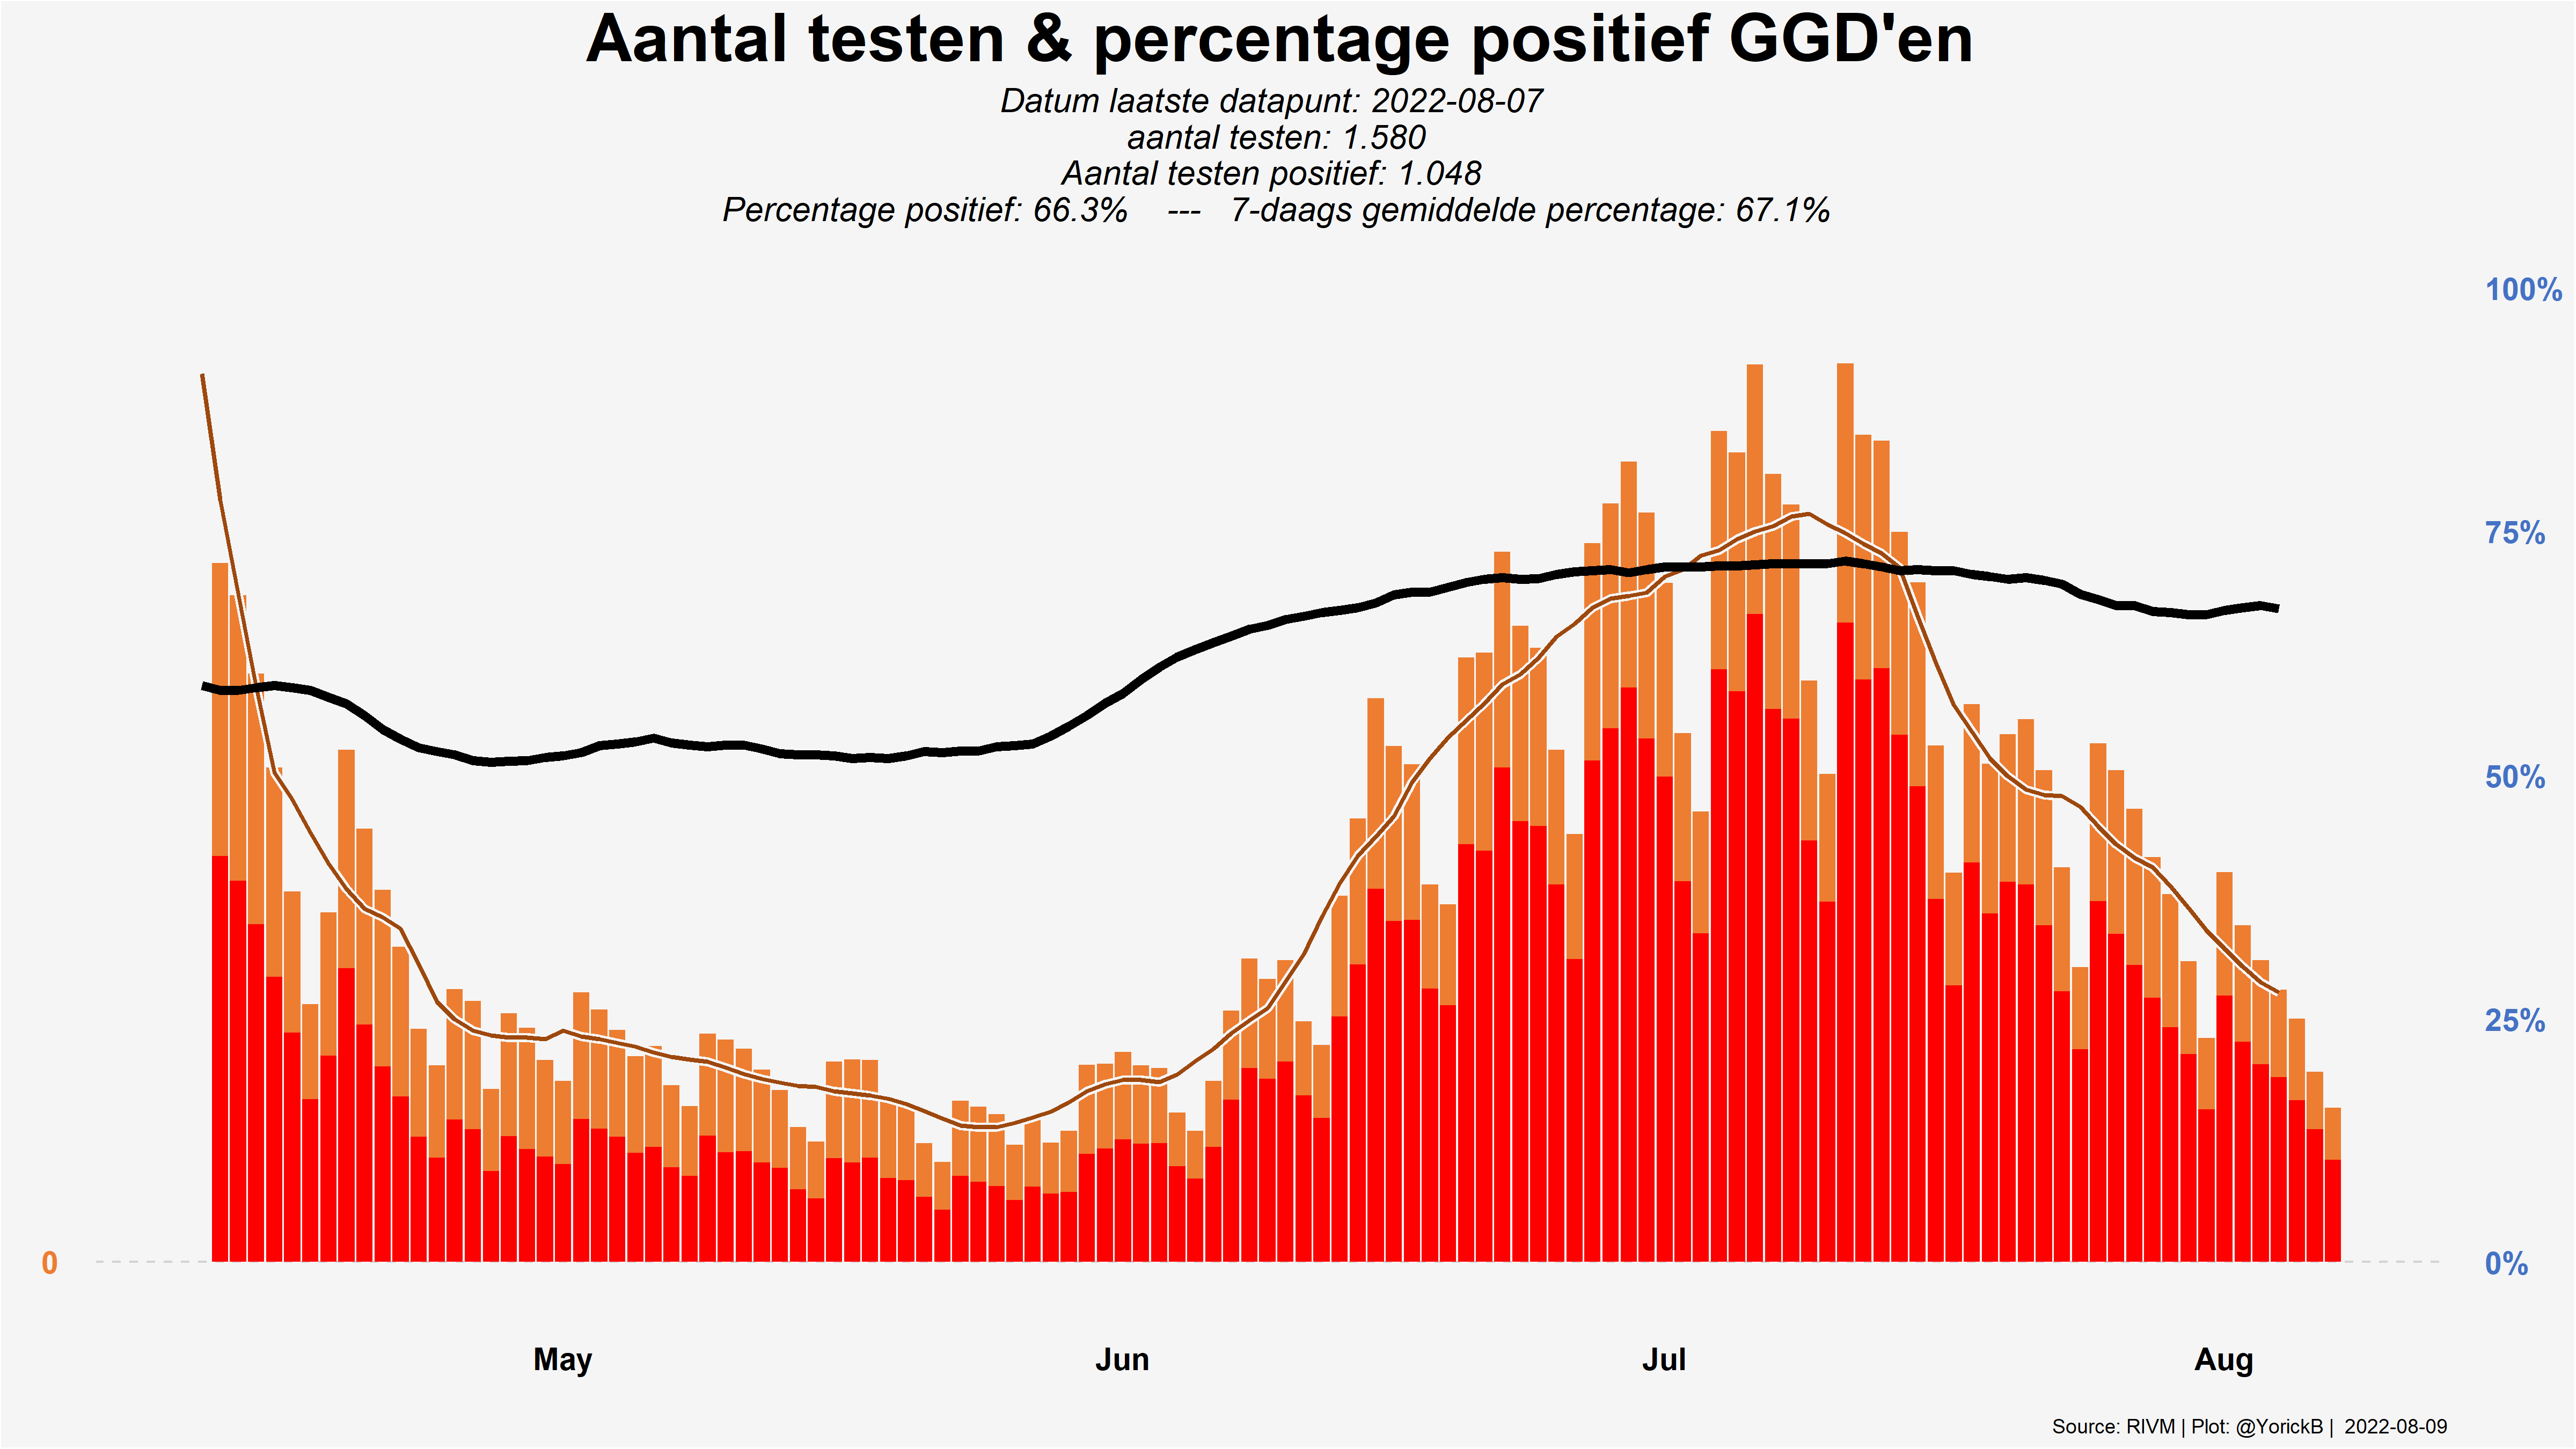 Aantal testen & percentage positief GGD'en
Datum laatste datapunt: 2022-08-07
aantal testen: 1.580
Aantal testen positief: 1.048
Percentage positief: 66.3% --- 7-daags gemiddelde percentage: 67.1%
100%
75%
50%
25%
0 0%
May Jun Jul Aug
Source: RIVM | Plot: @YorickB | 2022-08-09